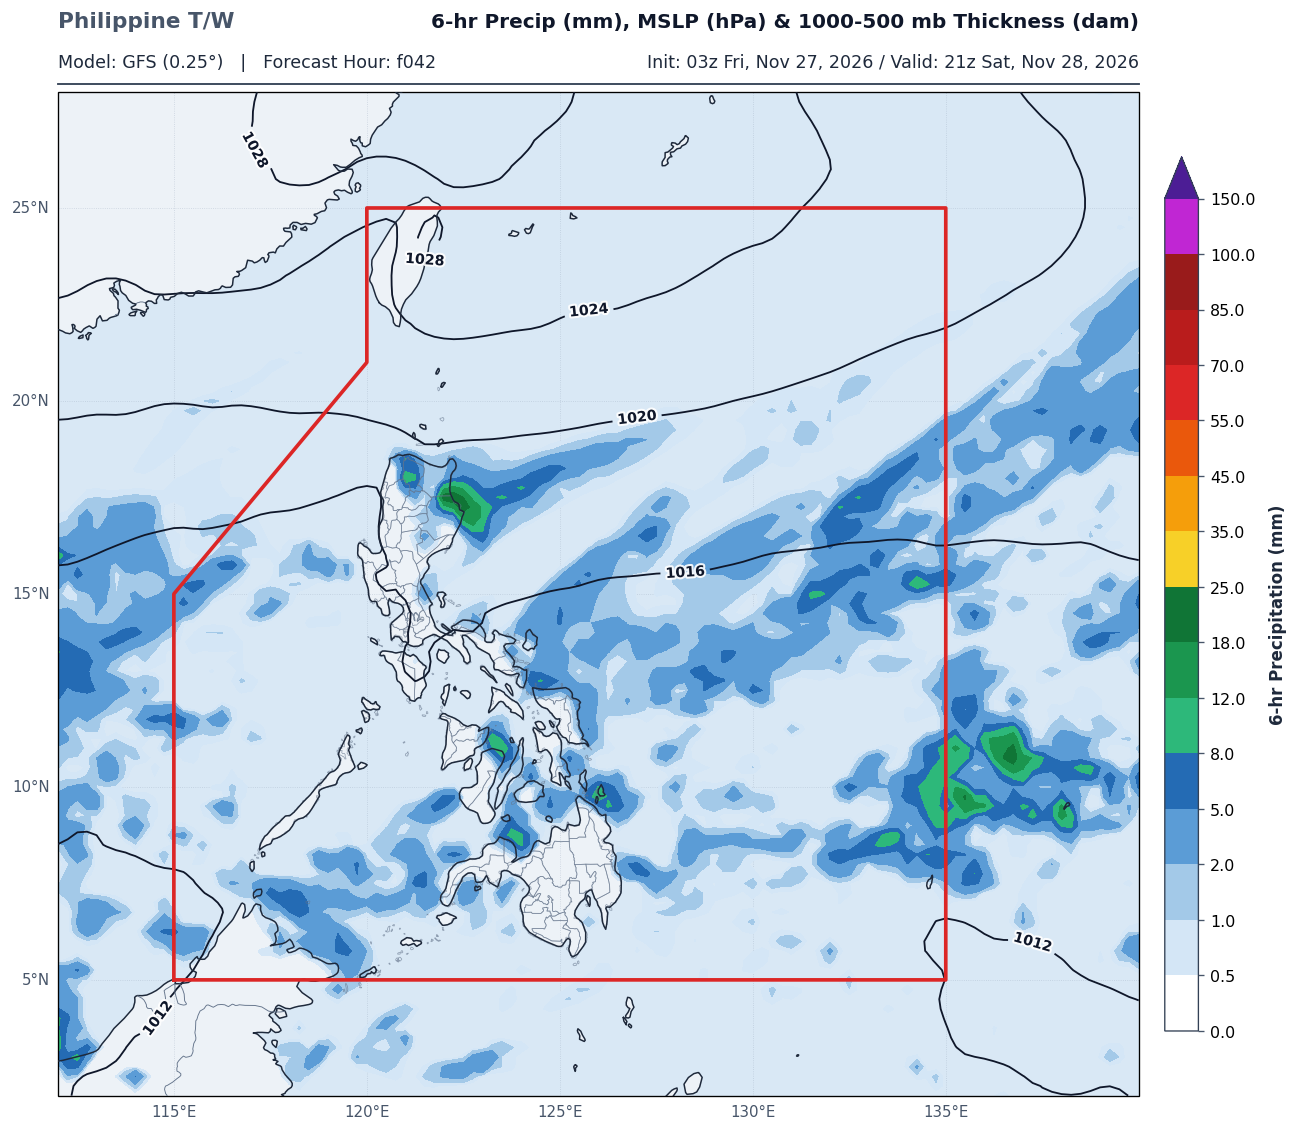 Philippine T/W
6-hr Precip (mm), MSLP (hPa) & 1000-500 mb Thickness (dam)
Model: GFS (0.25°) | Forecast Hour: f042
Init: 03z Fri, Nov 27, 2026 / Valid: 21z Sat, Nov 28, 2026
1028
1028
1024
1020
1016
1012
1012
25°N
20°N
15°N
10°N
5°N
115°E
120°E
125°E
130°E
135°E
150.0
100.0
85.0
70.0
55.0
45.0
35.0
25.0
18.0
12.0
8.0
5.0
2.0
1.0
0.5
0.0
6-hr Precipitation (mm)